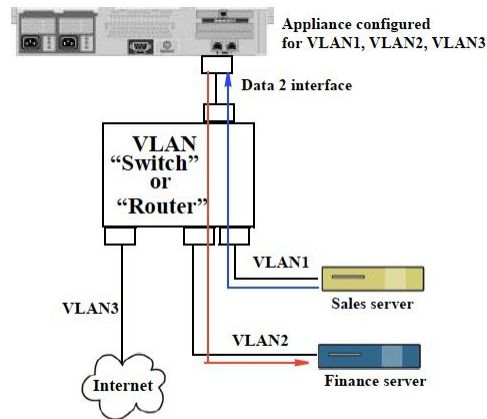 Appliance configured
for VLAN1, VLAN2, VLAN3
Data 2 interface
VLAN
“Switch”
or
“Router”
VLAN1
Sales server
VLAN3
VLAN2
Internet
Finance server